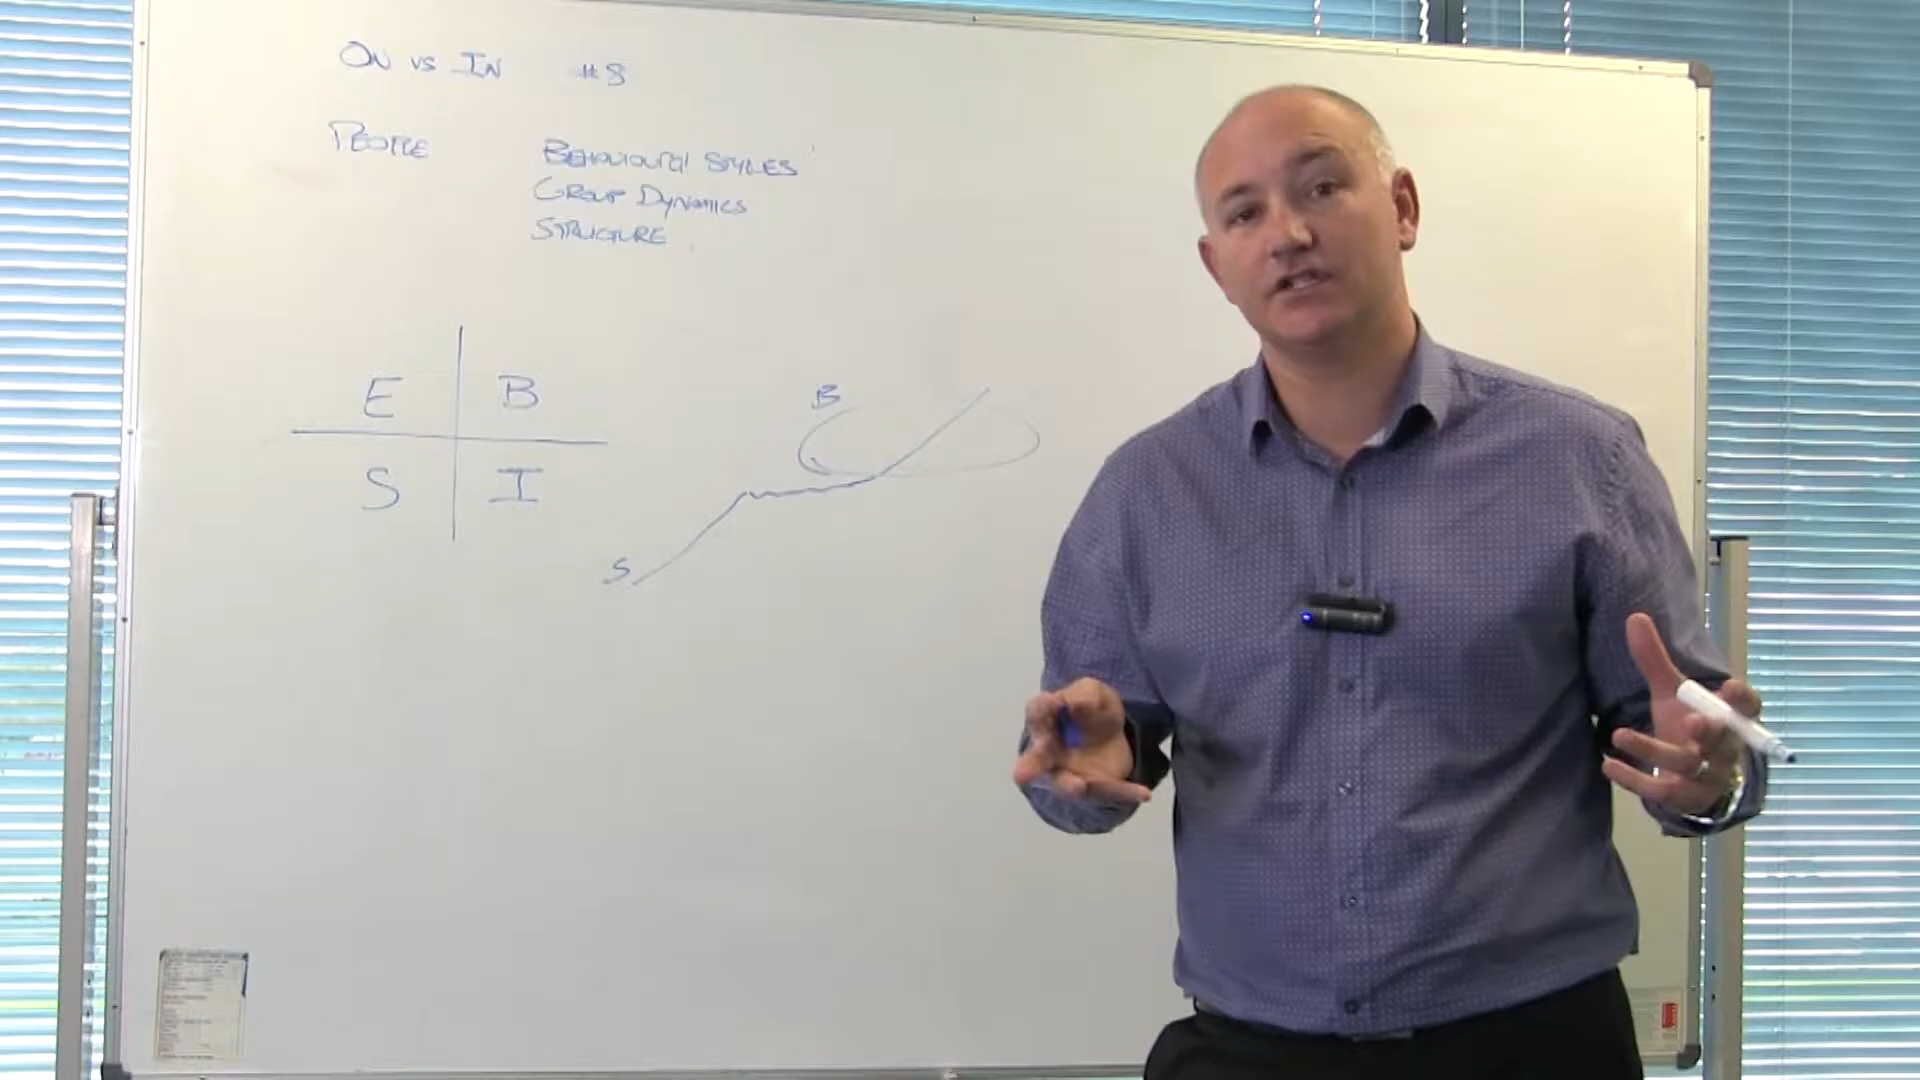 ON VS IN #8
PEOPLE
BEHAVIOURAL STYLES
GROUP DYNAMICS
STRUCTURE
E B
S I
B
S